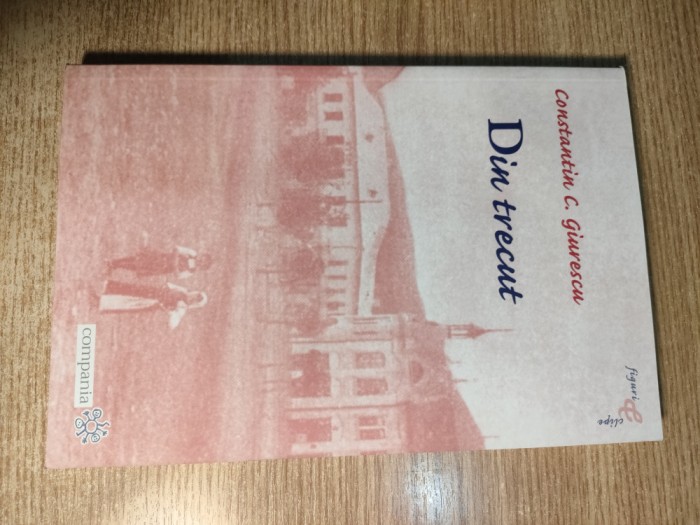 Constantin C. Giurescu
Din trecut
figuri
&
clipe
compania